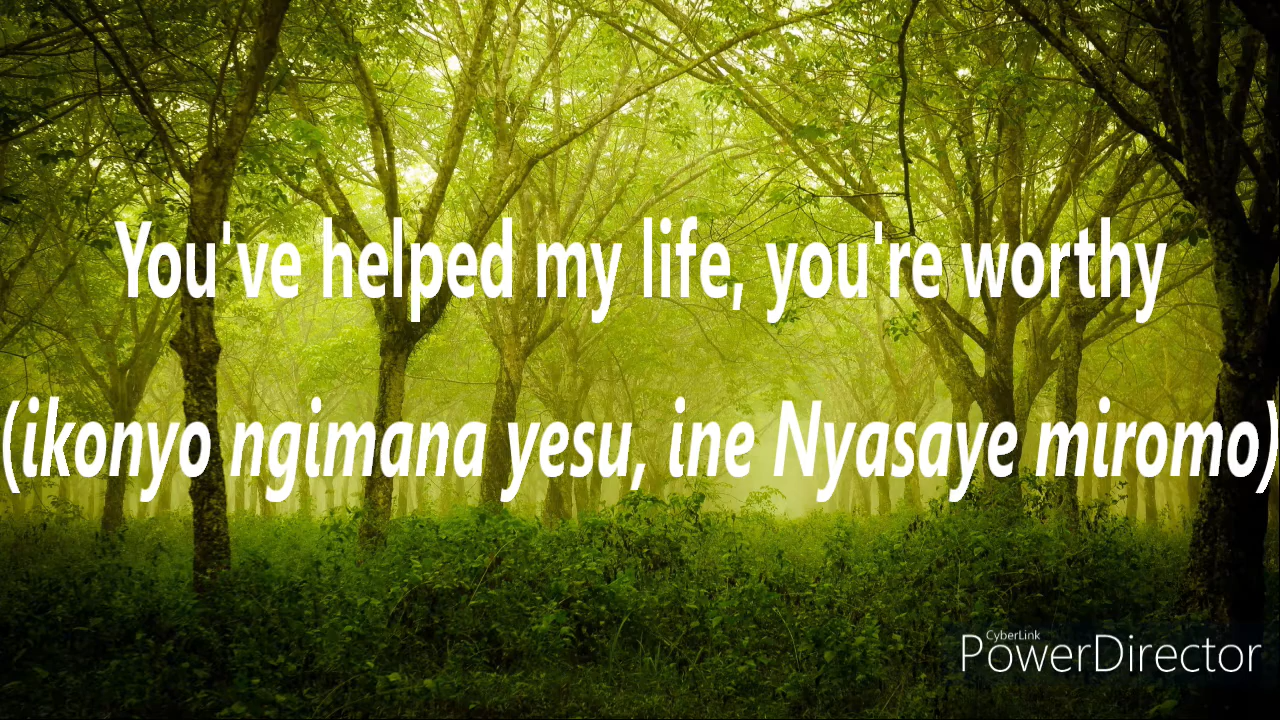 You've helped my life, you're worthy
(ikonyo ngimana yesu, ine Nyasaye miromo)
CyberLink
PowerDirector